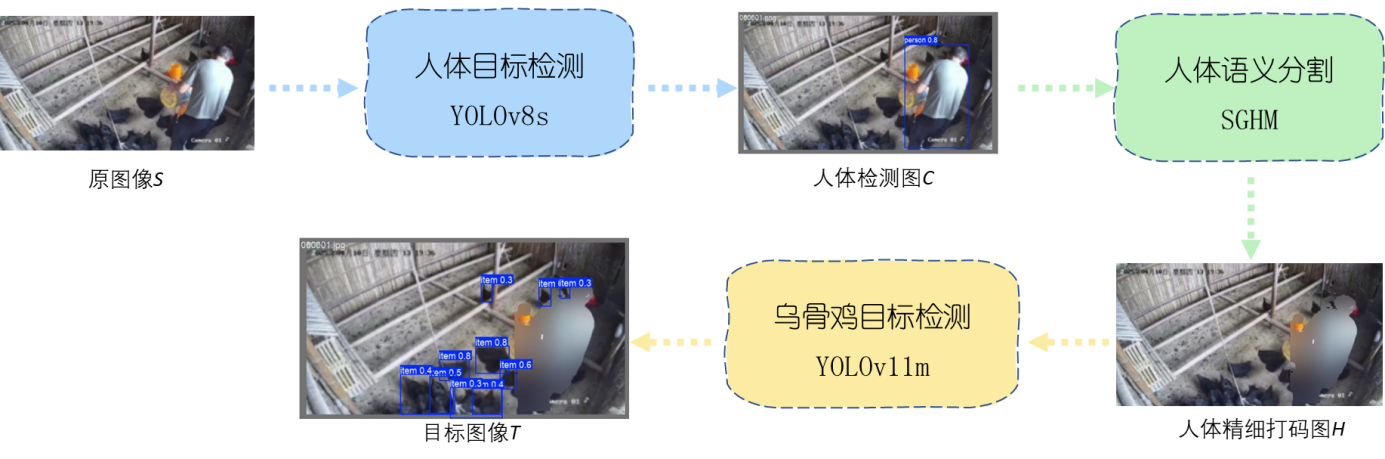 人体目标检测
YOLOv8s
person 0.8
Camera 01
人体语义分割
SGHM
原图像S
人体检测图C
item 0.3
item 0.3
item 0.8
item 0.8
item 0.6
item 0.4
item 0.3
乌骨鸡目标检测
YOLOv11m
目标图像T
人体精细打码图H